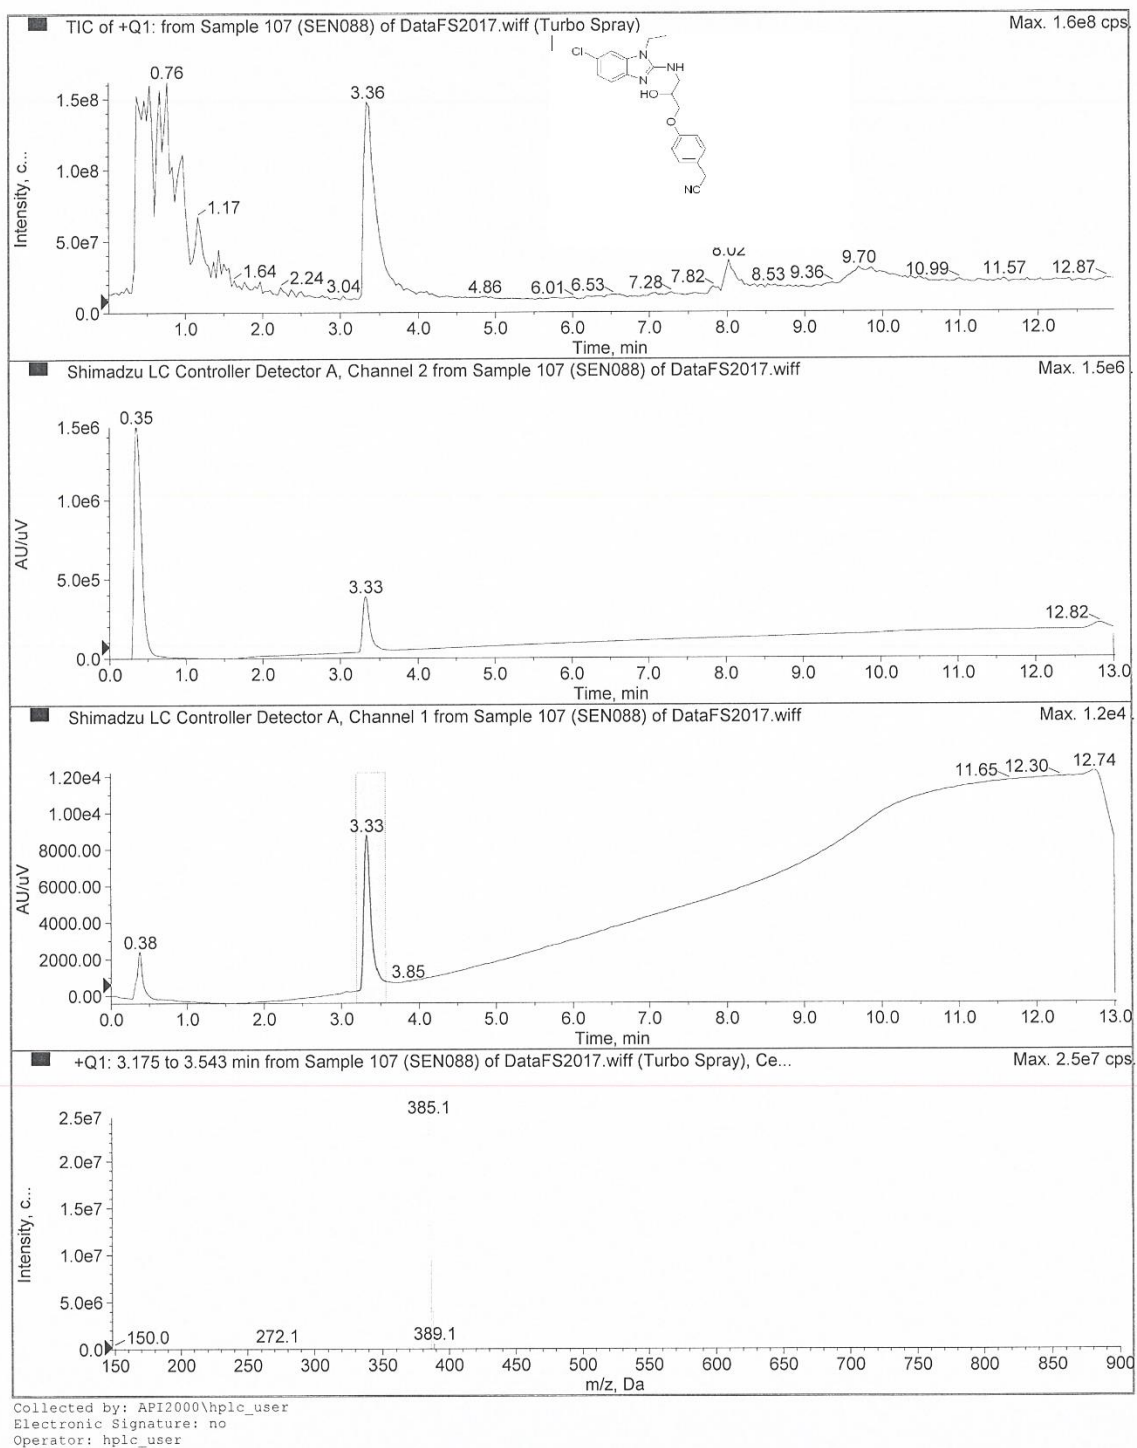 TIC of +Q1: from Sample 107 (SEN088) of DataFS2017.wiff (Turbo Spray)
Max. 1.6e8 cps.
Cl
N
N
NH
HO
O
NC
Intensity, c...
1.5e8
1.0e8
5.0e7
0.0
0.76
1.17
1.64
2.24
3.04
3.36
4.86
6.01
6.53
7.28
7.82
8.02
8.53
9.36
9.70
10.99
11.57
12.87
1.0 2.0 3.0 4.0 5.0 6.0 7.0 8.0 9.0 10.0 11.0 12.0
Time, min
Shimadzu LC Controller Detector A, Channel 2 from Sample 107 (SEN088) of DataFS2017.wiff
Max. 1.5e6.
AU/uV
1.5e6
1.0e6
5.0e5
0.0
0.35
3.33
12.82
0.0 1.0 2.0 3.0 4.0 5.0 6.0 7.0 8.0 9.0 10.0 11.0 12.0 13.0
Time, min
Shimadzu LC Controller Detector A, Channel 1 from Sample 107 (SEN088) of DataFS2017.wiff
Max. 1.2e4.
AU/uV
1.20e4
1.00e4
8000.00
6000.00
4000.00
2000.00
0.00
0.38
3.33
3.85
11.65
12.30
12.74
0.0 1.0 2.0 3.0 4.0 5.0 6.0 7.0 8.0 9.0 10.0 11.0 12.0 13.0
Time, min
+Q1: 3.175 to 3.543 min from Sample 107 (SEN088) of DataFS2017.wiff (Turbo Spray), Ce...
Max. 2.5e7 cps.
Intensity, c...
2.5e7
2.0e7
1.5e7
1.0e7
5.0e6
0.0
385.1
150.0
272.1
389.1
150 200 250 300 350 400 450 500 550 600 650 700 750 800 850 900
m/z, Da
Collected by: API2000\hplc_user
Electronic Signature: no
Operator: hplc_user